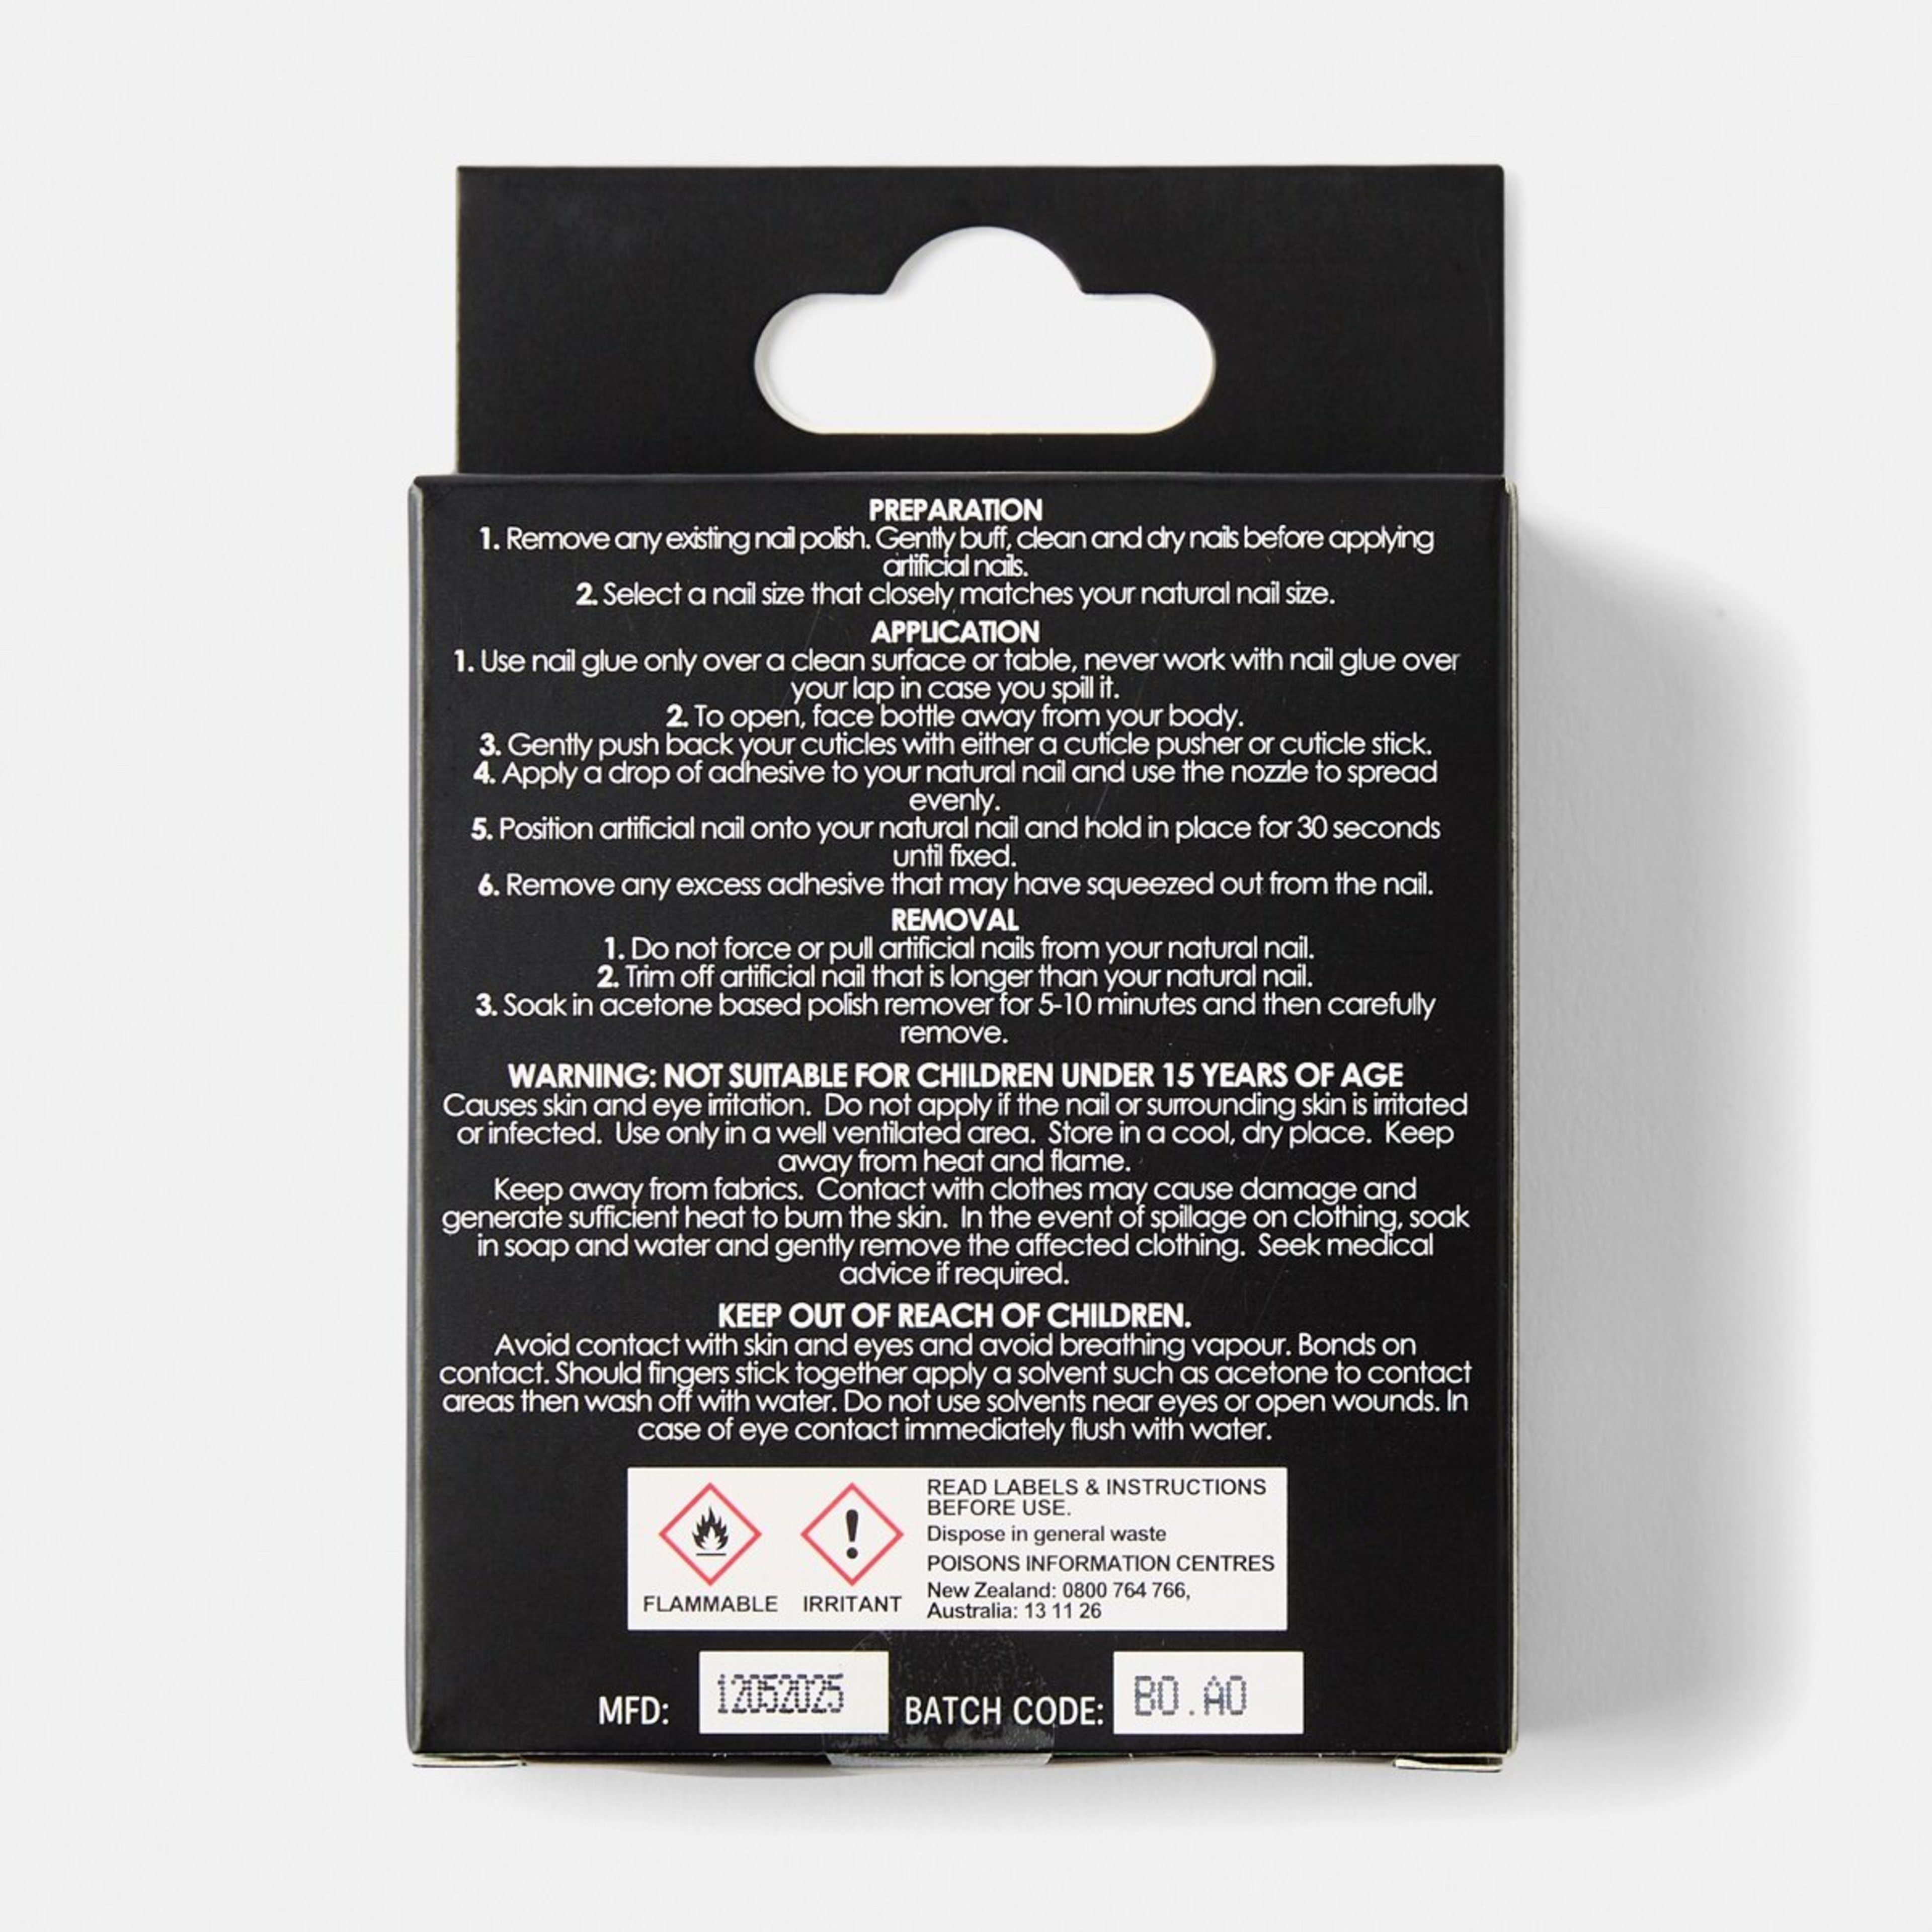 PREPARATION
1. Remove any existing nail polish. Gently buff, clean and dry nails before applying
artificial nails.
2. Select a nail size that closely matches your natural nail size.
APPLICATION
1. Use nail glue only over a clean surface or table, never work with nail glue over
your lap in case you spill it.
2. To open, face bottle away from your body.
3. Gently push back your cuticles with either a cuticle pusher or cuticle stick.
4. Apply a drop of adhesive to your natural nail and use the nozzle to spread
evenly.
5. Position artificial nail onto your natural nail and hold in place for 30 seconds
until fixed.
6. Remove any excess adhesive that may have squeezed out from the nail.
REMOVAL
1. Do not force or pull artificial nails from your natural nail.
2. Trim off artificial nail that is longer than your natural nail.
3. Soak in acetone based polish remover for 5-10 minutes and then carefully
remove.
WARNING: NOT SUITABLE FOR CHILDREN UNDER 15 YEARS OF AGE
Causes skin and eye irritation. Do not apply if the nail or surrounding skin is irritated
or infected. Use only in a well ventilated area. Store in a cool, dry place. Keep
away from heat and flame.
Keep away from fabrics. Contact with clothes may cause damage and
generate sufficient heat to burn the skin. In the event of spillage on clothing, soak
in soap and water and gently remove the affected clothing. Seek medical
advice if required.
KEEP OUT OF REACH OF CHILDREN.
Avoid contact with skin and eyes and avoid breathing vapour. Bonds on
contact. Should fingers stick together apply a solvent such as acetone to contact
areas then wash off with water. Do not use solvents near eyes or open wounds. In
case of eye contact immediately flush with water.
FLAMMABLE IRRITANT
READ LABELS & INSTRUCTIONS
BEFORE USE.
Dispose in general waste
POISONS INFORMATION CENTRES
New Zealand: 0800 764 766,
Australia: 13 11 26
MFD: 12052025 BATCH CODE: BO.AO